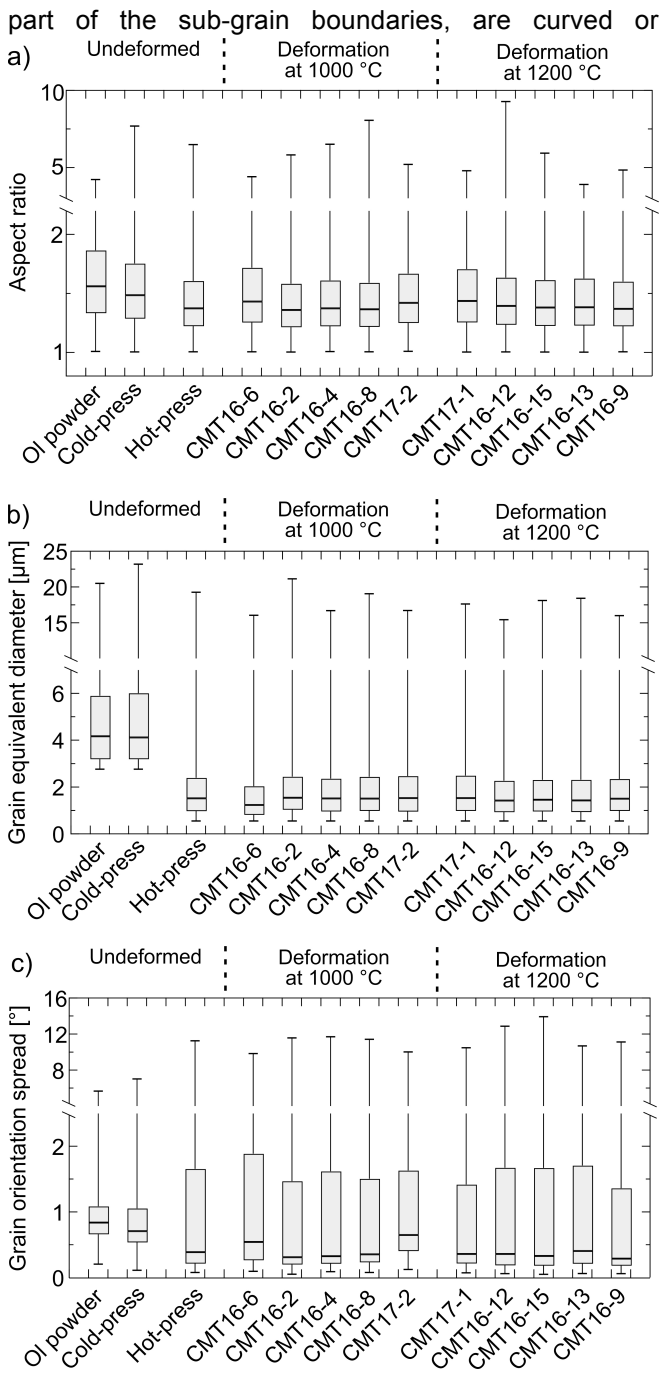 part of the sub-grain boundaries, are curved or
a)
Undeformed
Deformation
at 1000 °C
Deformation
at 1200 °C
10
5
2
1
Aspect ratio
Ol powder
Cold-press
Hot-press
CMT16-6
CMT16-2
CMT16-4
CMT16-8
CMT17-2
CMT17-1
CMT16-12
CMT16-15
CMT16-13
CMT16-9
b)
Undeformed
Deformation
at 1000 °C
Deformation
at 1200 °C
25
20
15
6
4
2
0
Grain equivalent diameter [µm]
Ol powder
Cold-press
Hot-press
CMT16-6
CMT16-2
CMT16-4
CMT16-8
CMT17-2
CMT17-1
CMT16-12
CMT16-15
CMT16-13
CMT16-9
c)
Undeformed
Deformation
at 1000 °C
Deformation
at 1200 °C
16
12
8
2
1
0
Grain orientation spread [°]
Ol powder
Cold-press
Hot-press
CMT16-6
CMT16-2
CMT16-4
CMT16-8
CMT17-2
CMT17-1
CMT16-12
CMT16-15
CMT16-13
CMT16-9